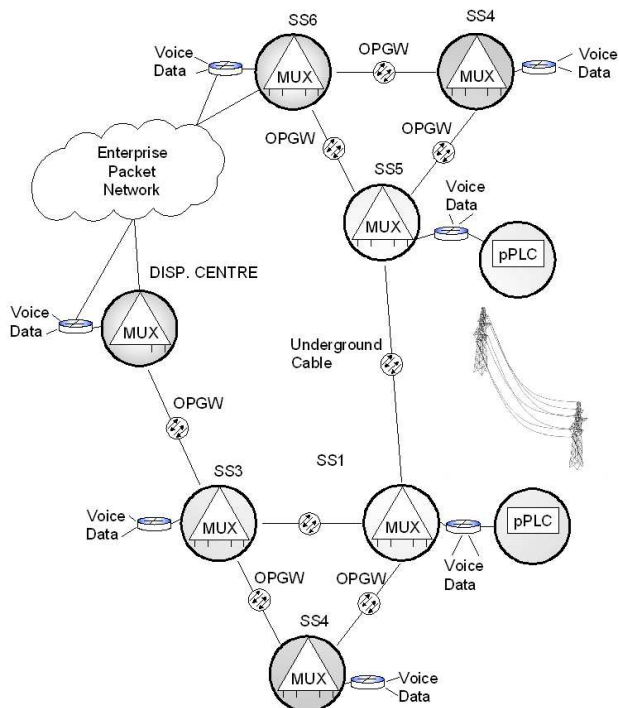 SS6
SS4
Voice
Data
MUX
OPGW
MUX
Voice
Data
OPGW
OPGW
Enterprise
Packet
Network
SS5
MUX
Voice
Data
pPLC
DISP. CENTRE
Voice
Data
MUX
Underground
Cable
OPGW
SS3
SS1
Voice
Data
MUX
MUX
pPLC
Voice
Data
OPGW
OPGW
SS4
MUX
Voice
Data